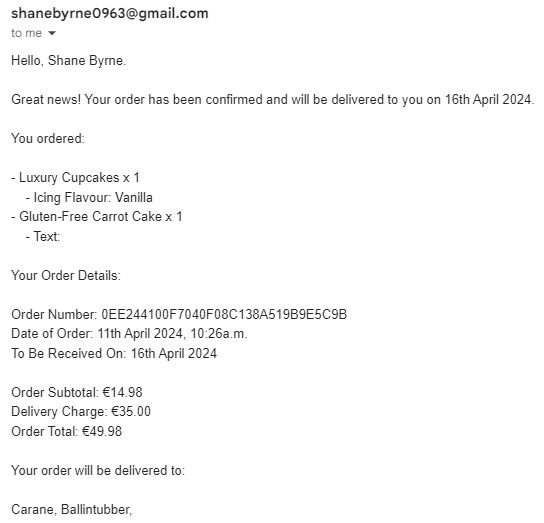 shanebyrne0963@gmail.com
to me
Hello, Shane Byrne.
Great news! Your order has been confirmed and will be delivered to you on 16th April 2024.
You ordered:
- Luxury Cupcakes x 1
- Icing Flavour: Vanilla
- Gluten-Free Carrot Cake x 1
- Text:
Your Order Details:
Order Number: 0EE244100F7040F08C138A519B9E5C9B
Date of Order: 11th April 2024, 10:26a.m.
To Be Received On: 16th April 2024
Order Subtotal: €14.98
Delivery Charge: €35.00
Order Total: €49.98
Your order will be delivered to:
Carane, Ballintubber,